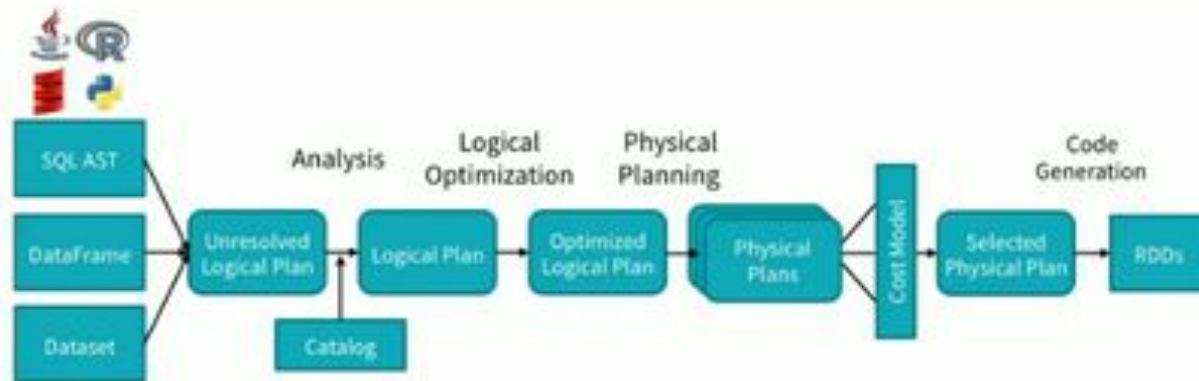 R
SQL AST
DataFrame
Dataset
Unresolved
Logical Plan
Analysis
Catalog
Logical Plan
Logical
Optimization
Optimized
Logical Plan
Physical
Planning
Physical
Plans
Cost Model
Selected
Physical Plan
Code
Generation
RDDs